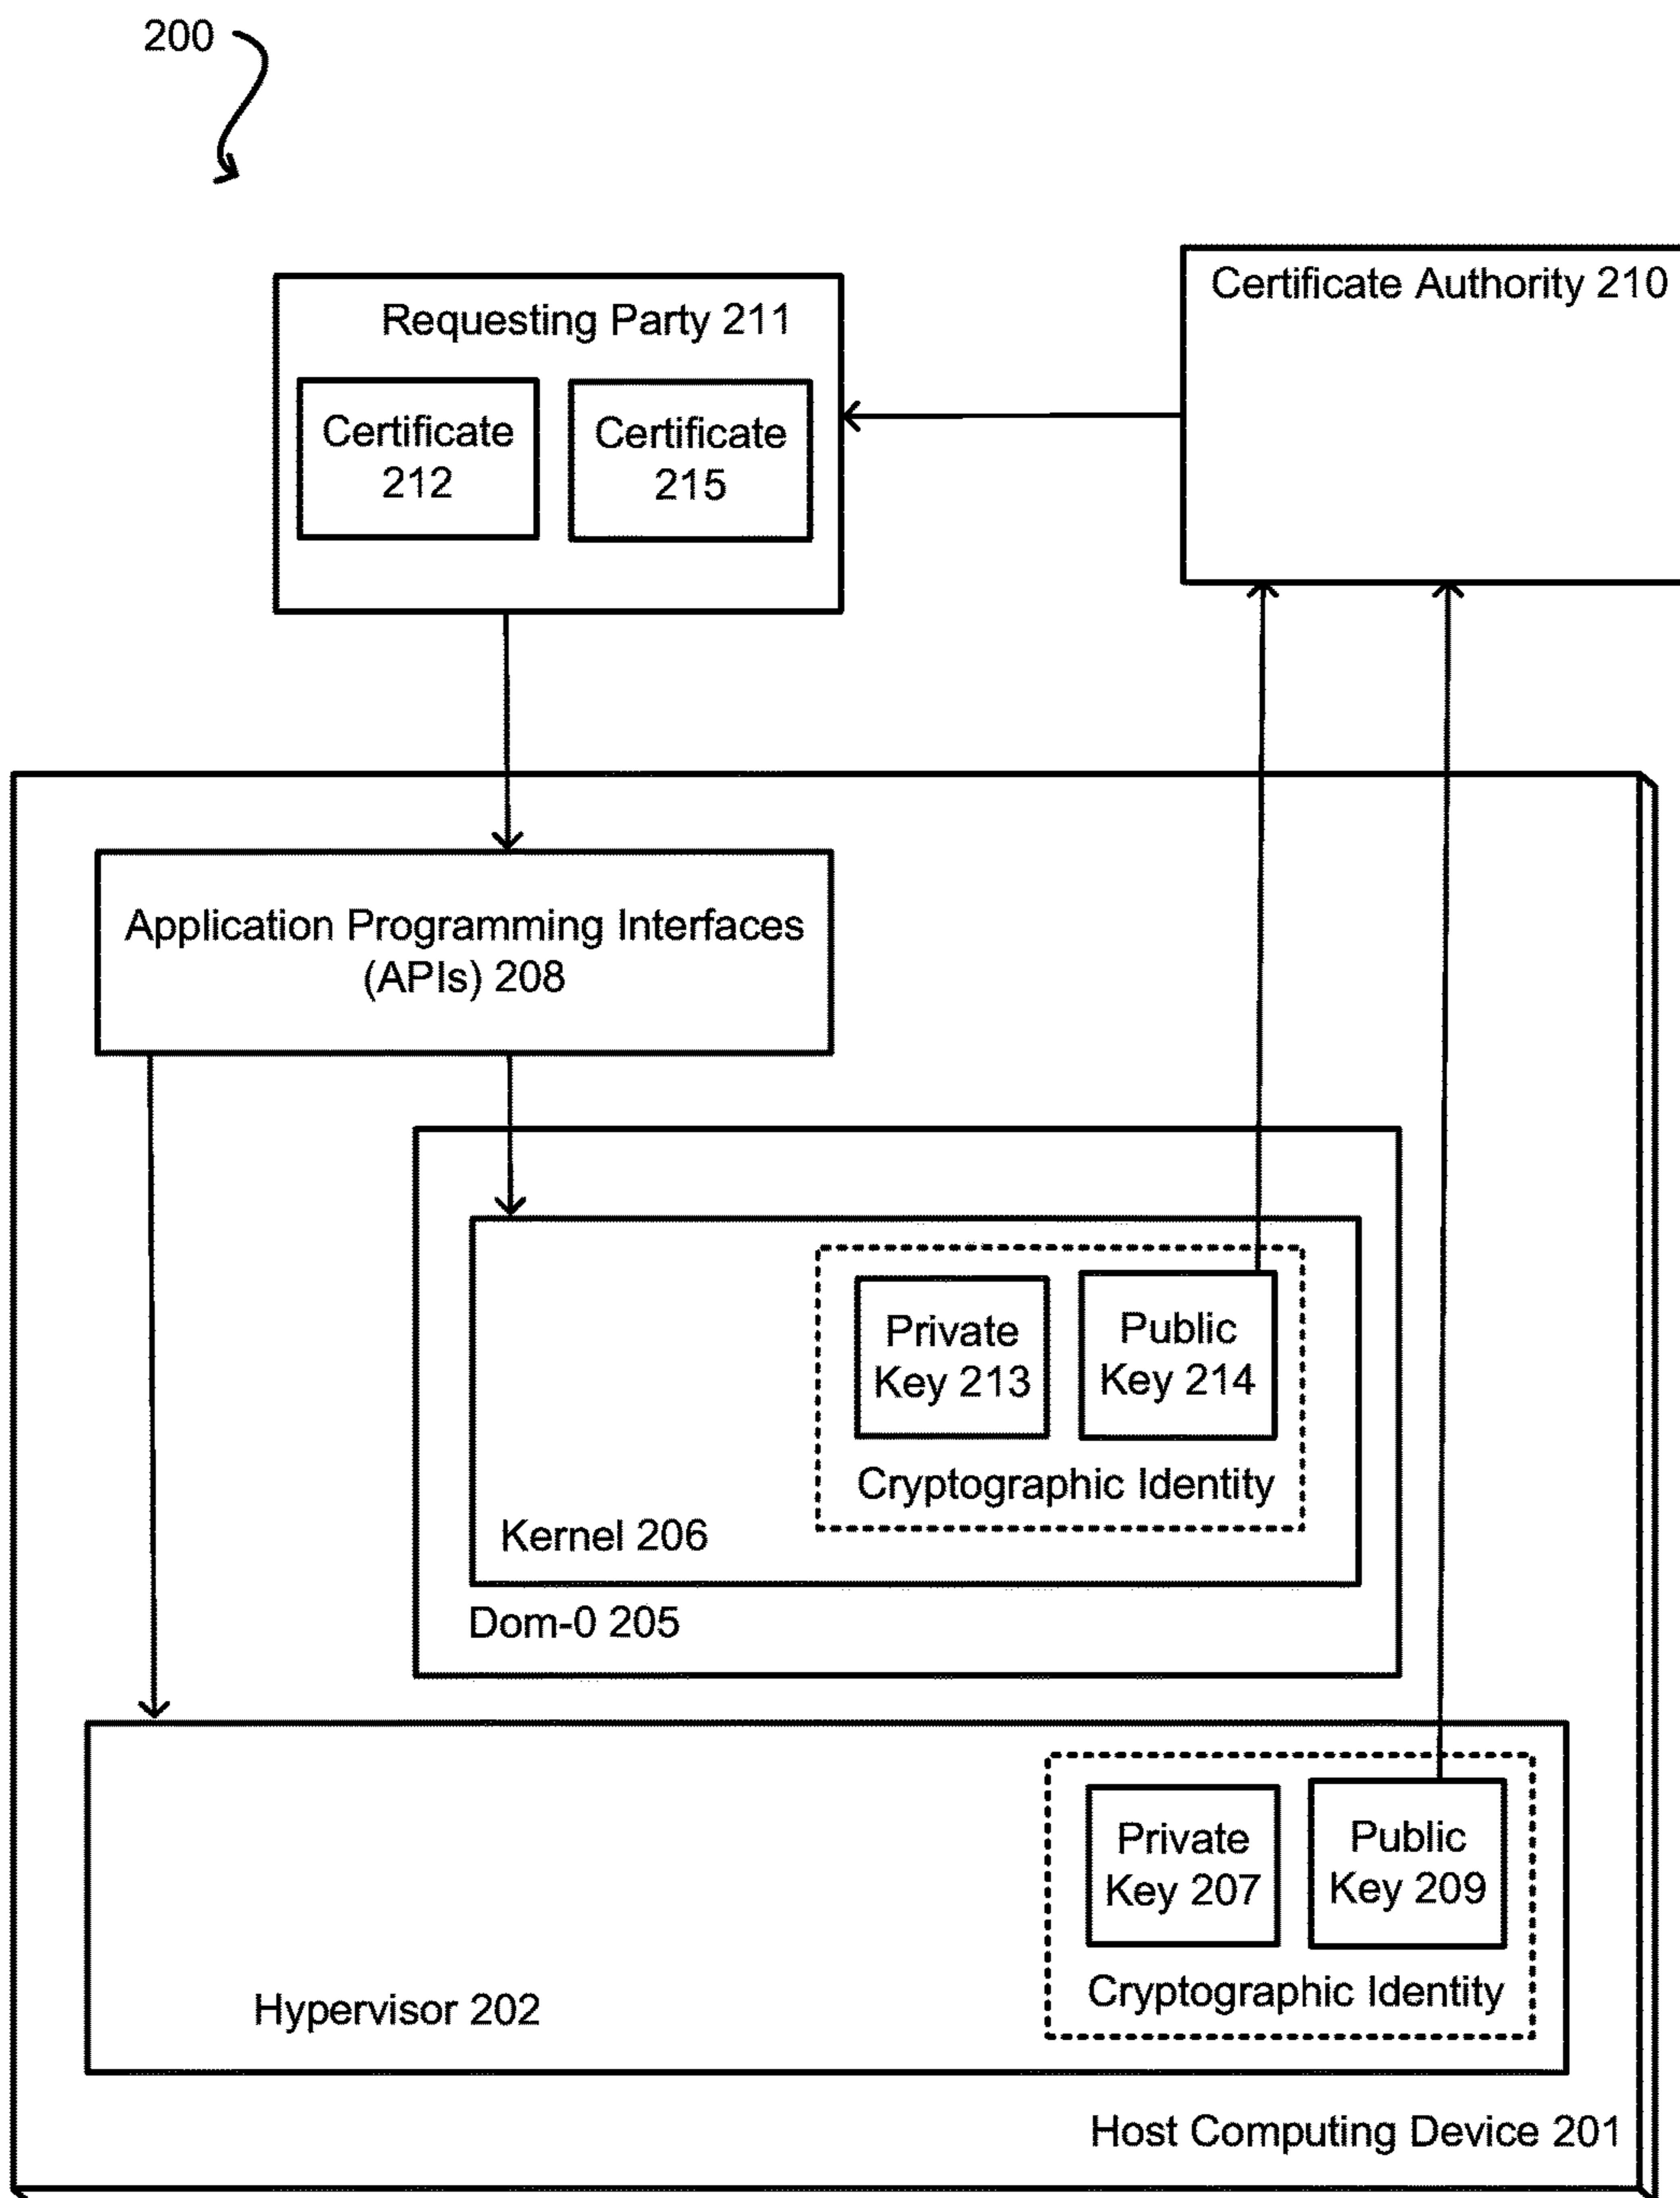 200
Certificate Authority 210
Requesting Party 211
Certificate
212
Certificate
215
Application Programming Interfaces
(APIs) 208
Private
Key 213
Public
Key 214
Cryptographic Identity
Kernel 206
Dom-0 205
Private
Key 207
Public
Key 209
Cryptographic Identity
Hypervisor 202
Host Computing Device 201